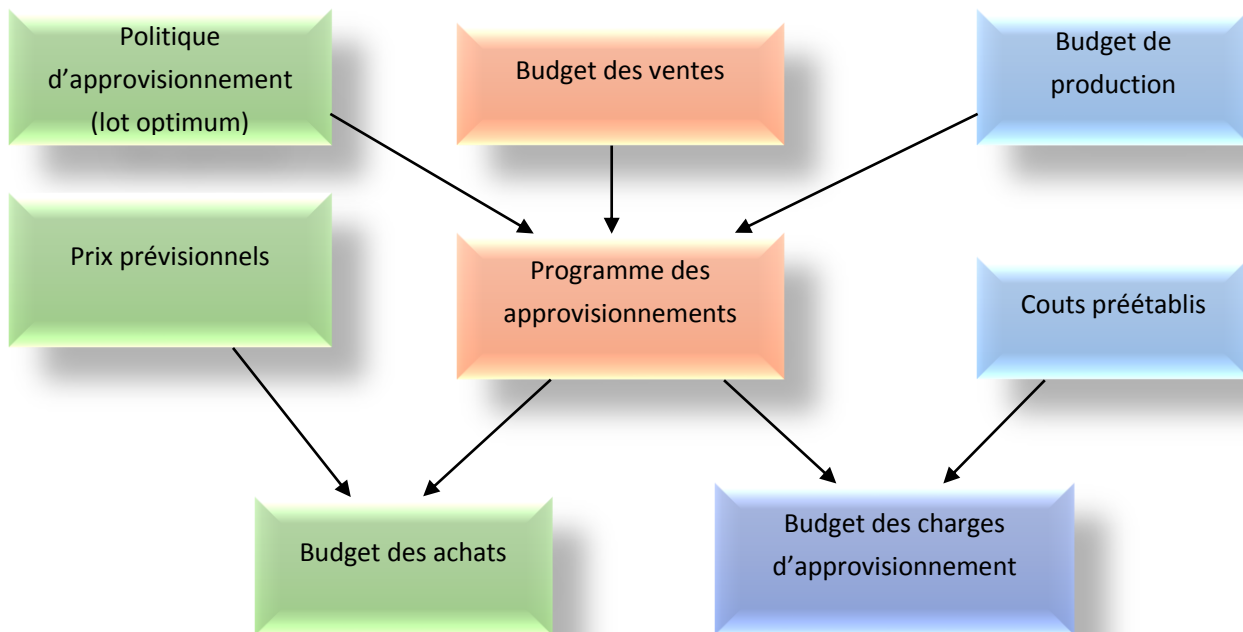 Politique
d’approvisionnement
(lot optimum)
Budget des ventes
Budget de
production
Prix prévisionnels
Programme des
approvisionnements
Couts préétablis
Budget des achats
Budget des charges
d’approvisionnement